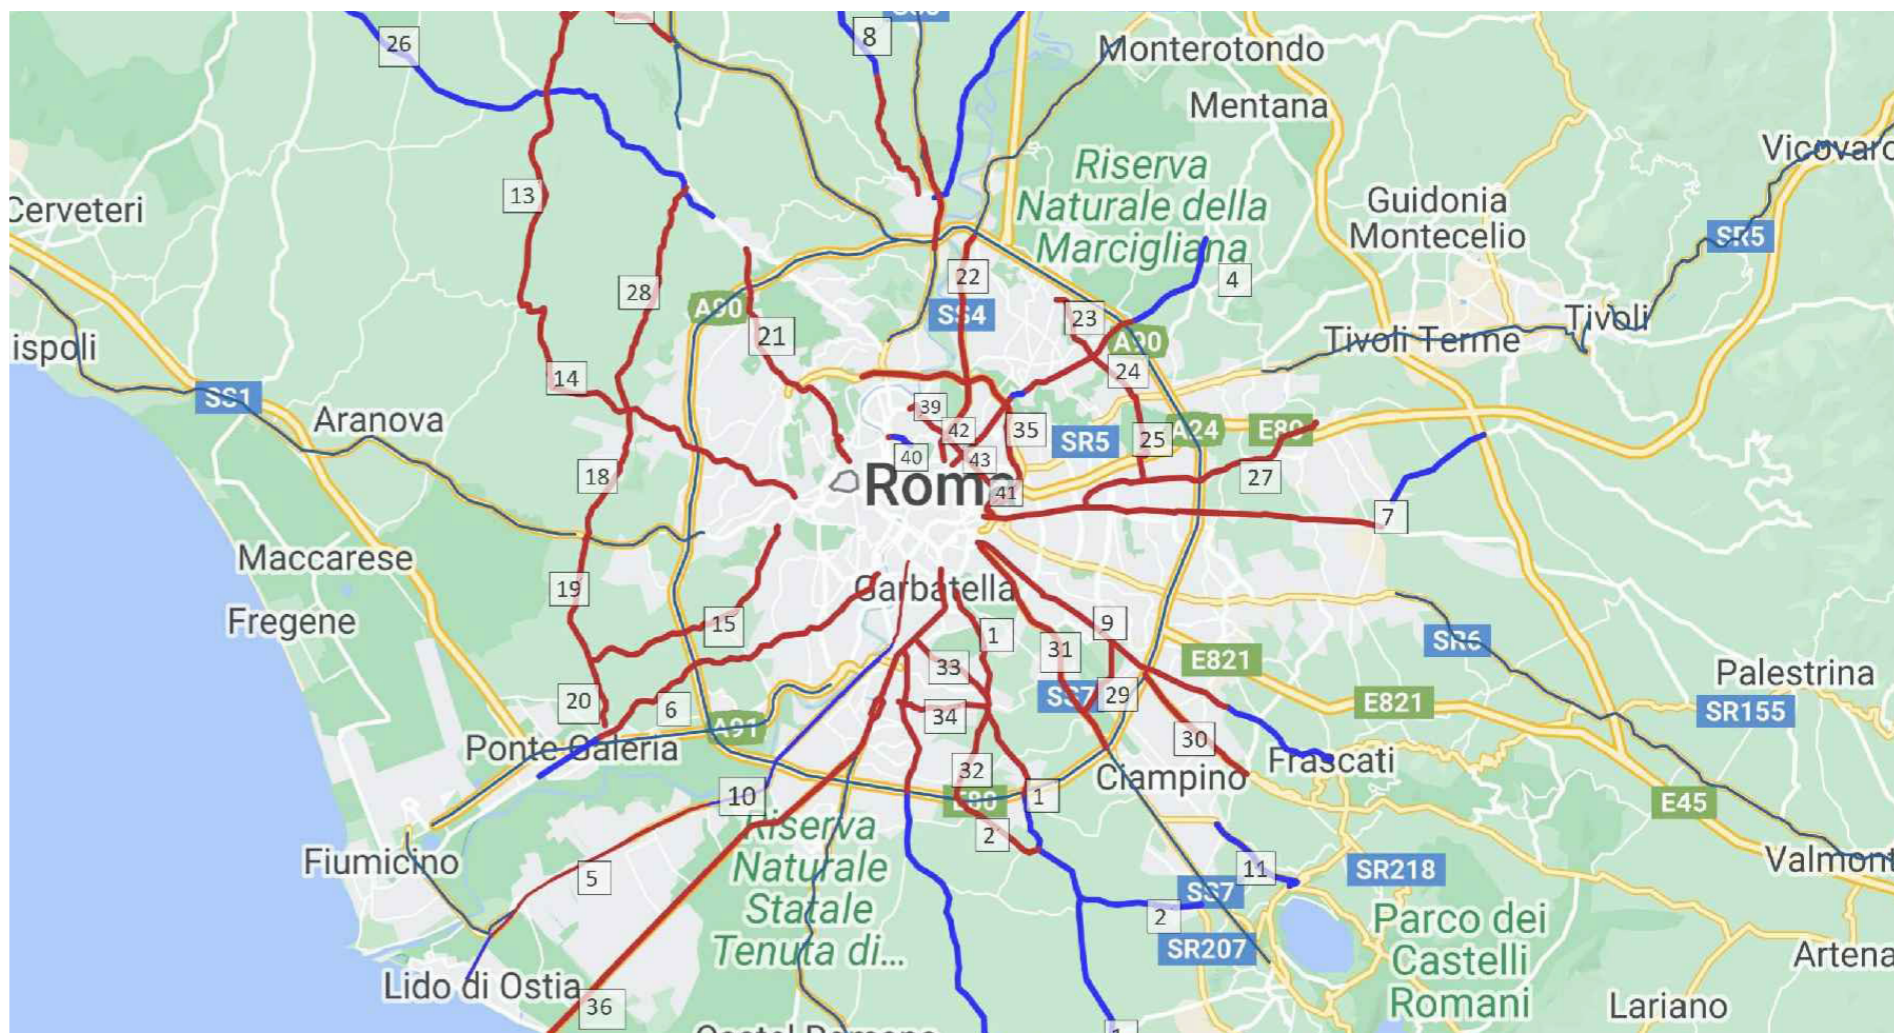 26
8
Monterotondo
Mentana
Vicovaro
Riserva
Naturale della
Marcigliana
13
Cerveteri
Guidonia
Montecelio
SR5
28
22
4
A90
SS4
23
Tivoli
21
A90
Tivoli Terme
ispoli
14
24
SS1
39
Aranova
42
35
SR5
25
A24
E80
40
43
18
27
Roma
41
7
Maccarese
19
Garbatella
Fregene
15
9
1
31
SR6
33
E821
Palestrina
20
6
SS7
29
E821
SR155
34
A91
30
Ponte Galeria
Frascati
32
Ciampino
10
E80
1
E45
Riserva
Naturale
Statale
Tenuta di...
2
Fiumicino
5
11
SR218
Valmont
SS7
2
Parco dei
Castelli
Romani
SR207
Artena
Lido di Ostia
36
Lariano
1